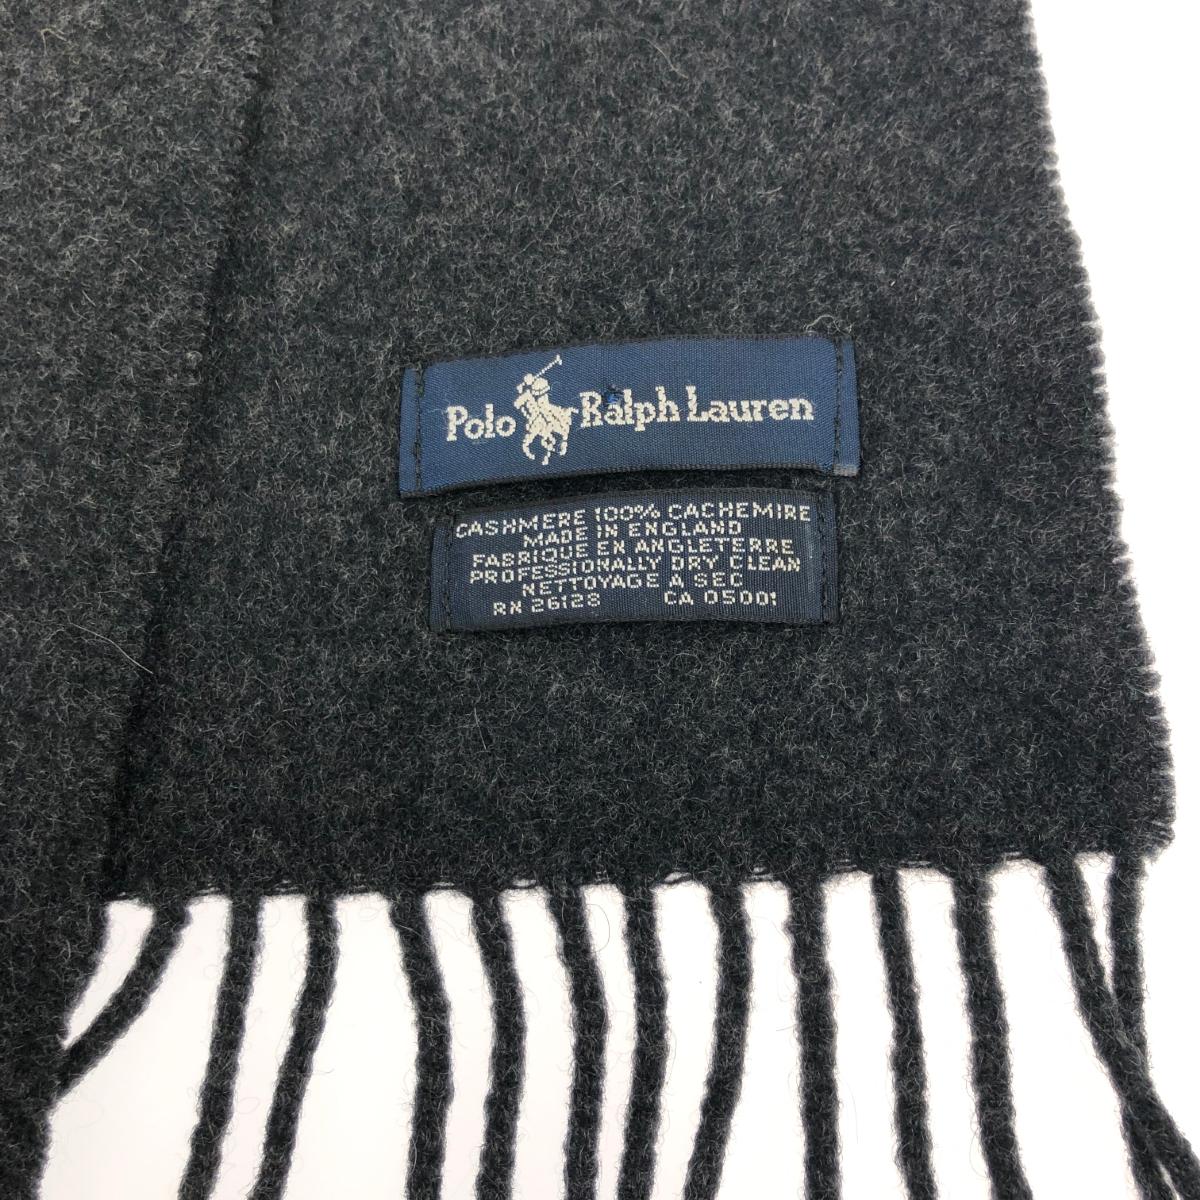 Polo Ralph Lauren
CASHMERE 100% CACHEMIRE
MADE IN ENGLAND
FABRIQUE EN ANGLETERRE
PROFESSIONALLY DRY CLEAN
NETTOYAGE A SEC
RN 26128 CA 05001